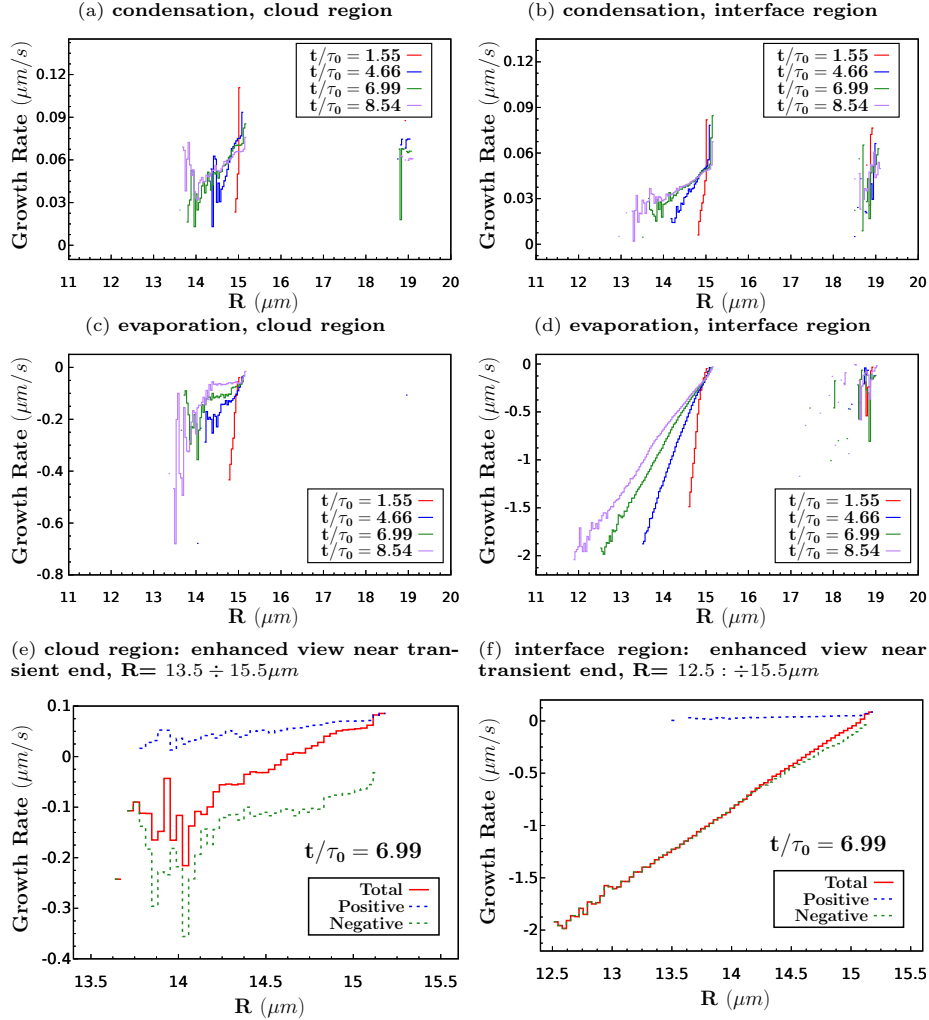 (a) condensation, cloud region
(b) condensation, interface region
Growth Rate (μm/s)
0.12
0.09
0.06
0.03
0
t/τ₀ = 1.55
t/τ₀ = 4.66
t/τ₀ = 6.99
t/τ₀ = 8.54
11 12 13 14 15 16 17 18 19 20
R (μm)
Growth Rate (μm/s)
0.12
0.09
0.06
0.03
0
t/τ₀ = 1.55
t/τ₀ = 4.66
t/τ₀ = 6.99
t/τ₀ = 8.54
11 12 13 14 15 16 17 18 19 20
R (μm)
(c) evaporation, cloud region
(d) evaporation, interface region
Growth Rate (μm/s)
0
-0.2
-0.4
-0.6
-0.8
t/τ₀ = 1.55
t/τ₀ = 4.66
t/τ₀ = 6.99
t/τ₀ = 8.54
11 12 13 14 15 16 17 18 19 20
R (μm)
Growth Rate (μm/s)
0
-0.5
-1
-1.5
-2
t/τ₀ = 1.55
t/τ₀ = 4.66
t/τ₀ = 6.99
t/τ₀ = 8.54
11 12 13 14 15 16 17 18 19 20
R (μm)
(e) cloud region: enhanced view near tran-
sient end, R= 13.5 ÷ 15.5μm
(f) interface region: enhanced view near
transient end, R= 12.5 : ÷15.5μm
Growth Rate (μm/s)
0.1
0
-0.1
-0.2
-0.3
-0.4
t/τ₀ = 6.99
Total
Positive
Negative
13.5 14 14.5 15 15.5
R (μm)
Growth Rate (μm/s)
0
-0.5
-1
-1.5
-2
t/τ₀ = 6.99
Total
Positive
Negative
12.5 13 13.5 14 14.5 15 15.5
R (μm)